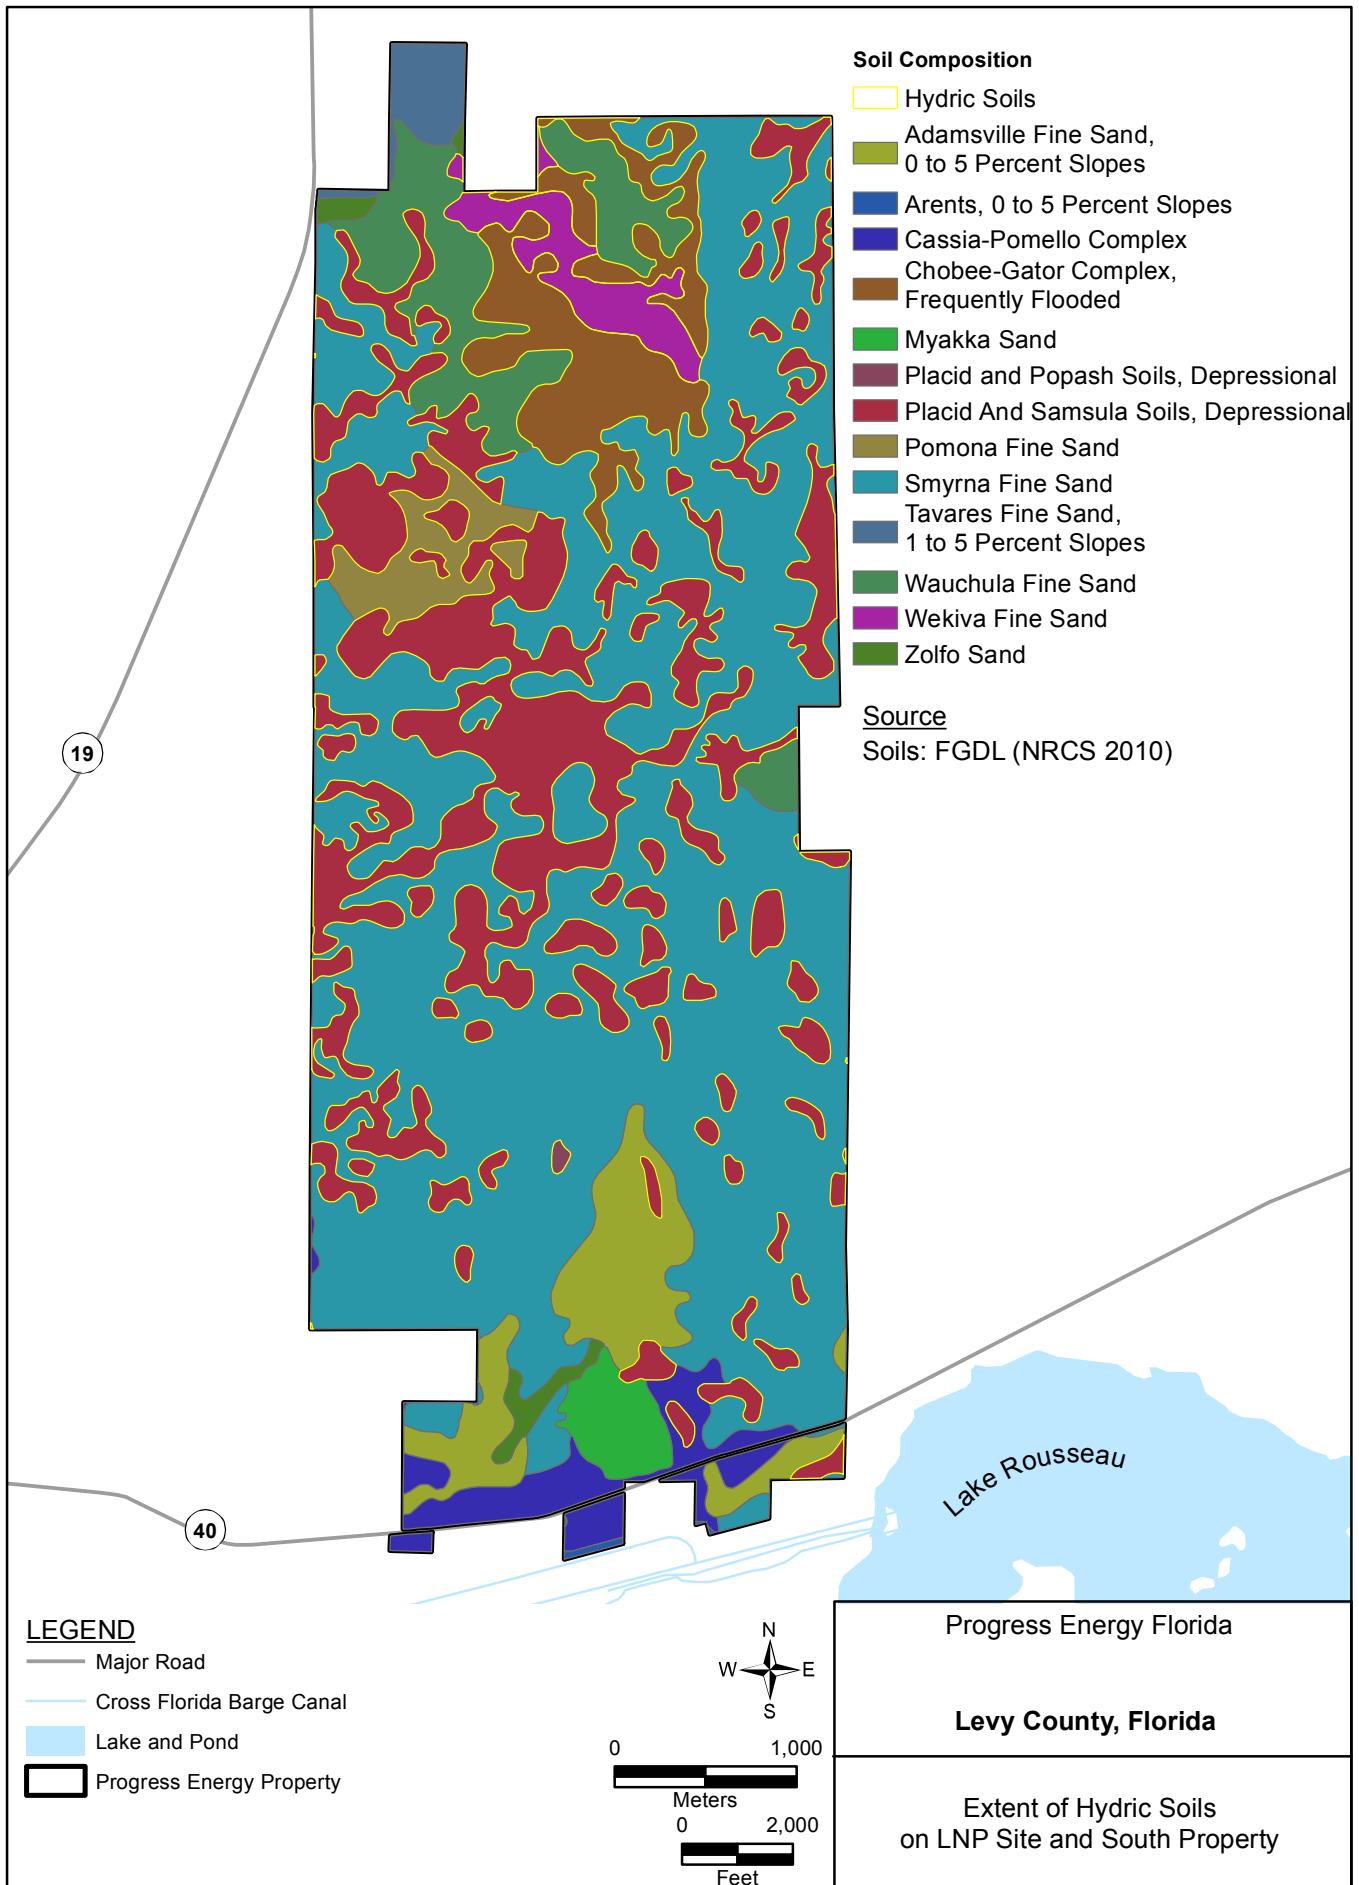 Soil Composition
Hydric Soils
Adamsville Fine Sand,
0 to 5 Percent Slopes
Arents, 0 to 5 Percent Slopes
Cassia-Pomello Complex
Chobee-Gator Complex,
Frequently Flooded
Myakka Sand
Placid and Popash Soils, Depressional
Placid And Samsula Soils, Depressional
Pomona Fine Sand
Smyrna Fine Sand
Tavares Fine Sand,
1 to 5 Percent Slopes
Wauchula Fine Sand
Wekiva Fine Sand
Zolfo Sand
Source
Soils: FGDL (NRCS 2010)
19
40
Lake Rousseau
LEGEND
Major Road
Cross Florida Barge Canal
Lake and Pond
Progress Energy Property
N
W E
S
0 1,000
Meters
0 2,000
Feet
Progress Energy Florida
Levy County, Florida
Extent of Hydric Soils
on LNP Site and South Property